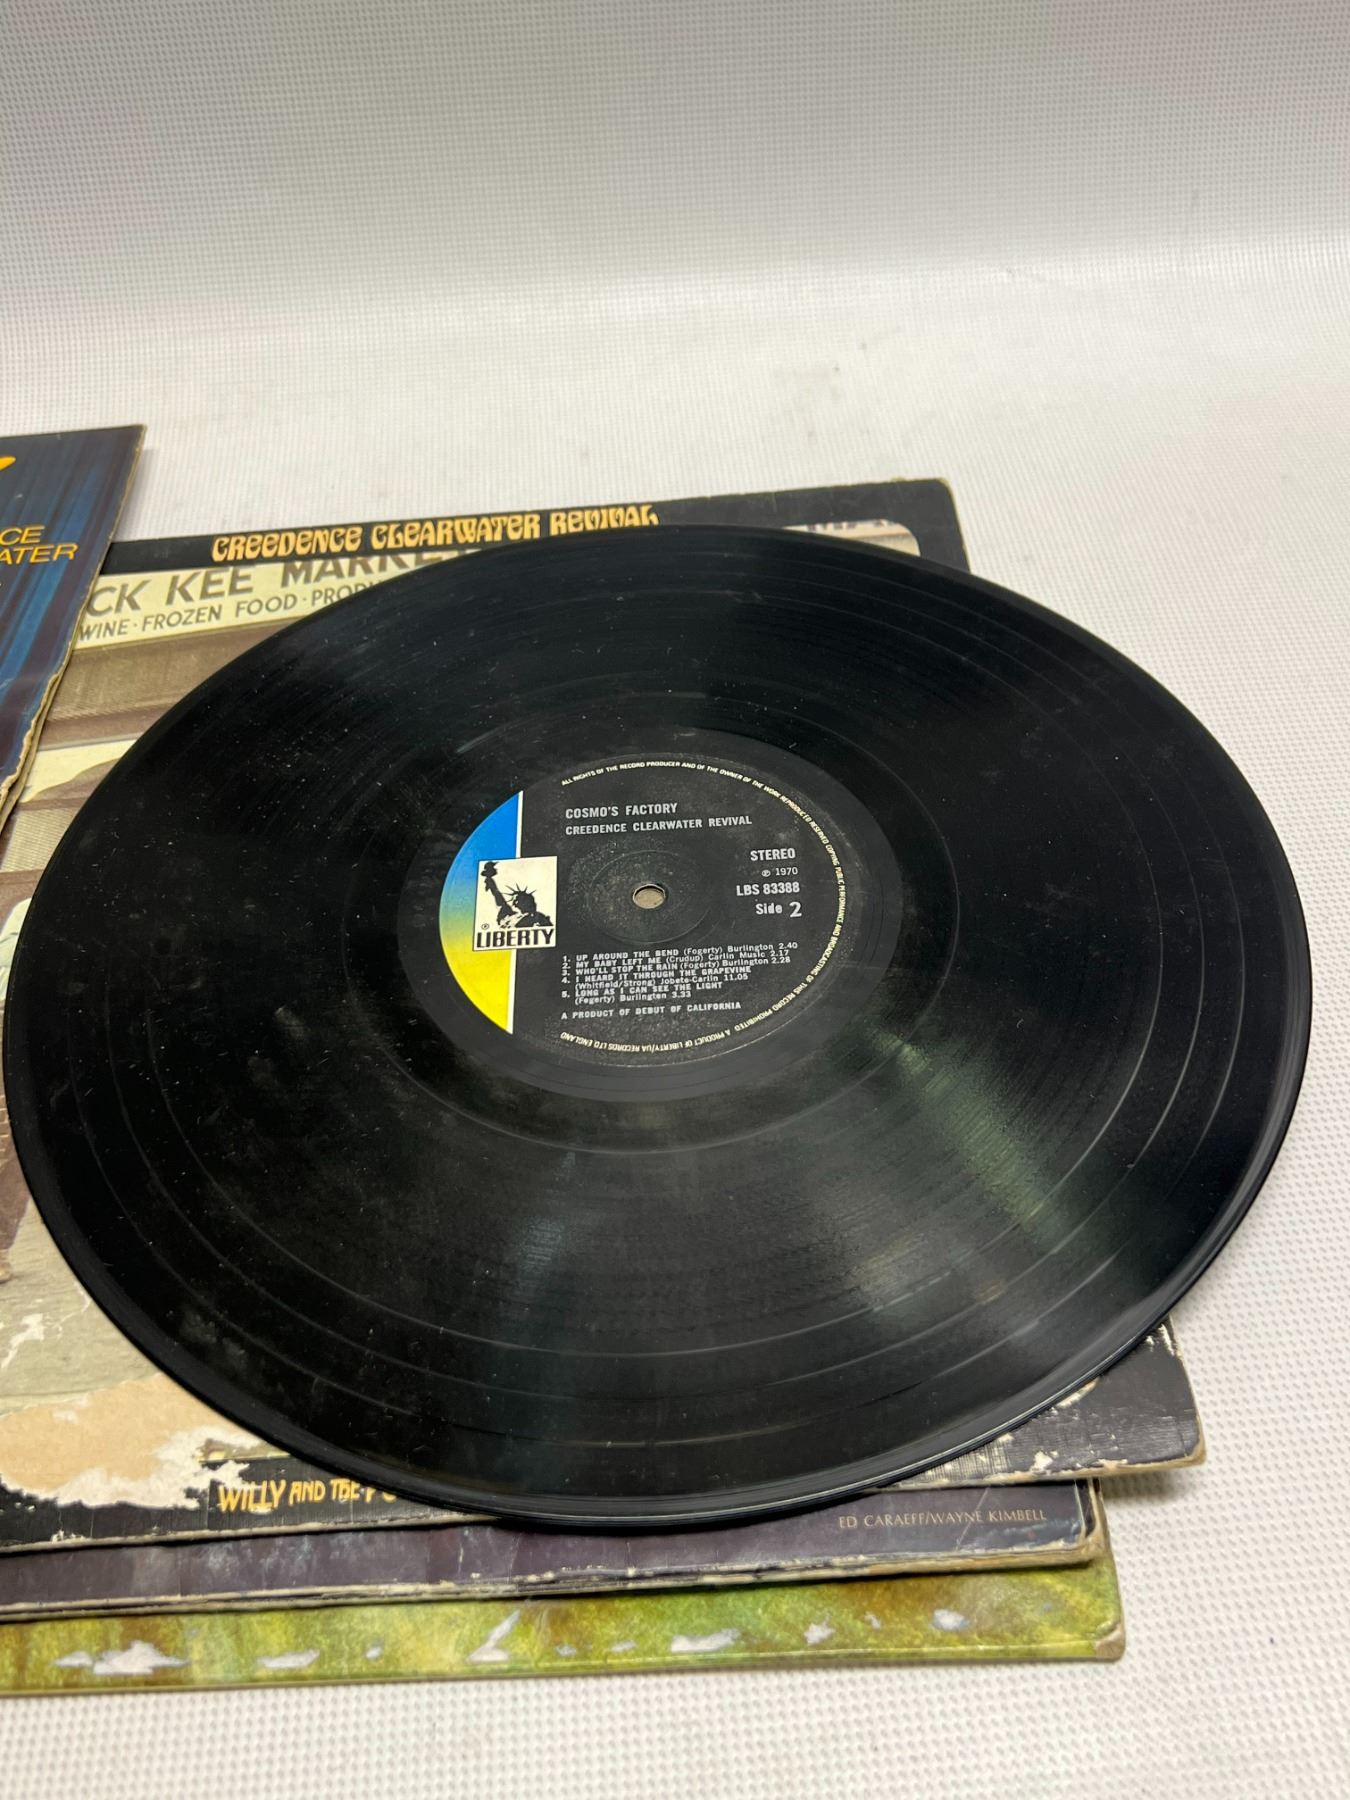 CE
ATER
CREEDENCE CLEARWATER REVIVAL
CK KEE MARKE
WINE · FROZEN FOOD · PRODU
ALL RIGHTS OF THE RECORD PRODUCER AND OF THE OWNER OF THE WORK REPRODUCED RESERVED COPYING PUBLIC PERFORMANCE AND BROADCASTING OF THIS RECORD PROHIBITED A PRODUCT OF LIBERTY/UA RECORDS LTD ENGLAND
COSMO'S FACTORY
CREEDENCE CLEARWATER REVIVAL
STEREO
℗ 1970
LBS 83388
Side 2
® LIBERTY
1. UP AROUND THE BEND (Fogerty) Burlington 2.40
2. MY BABY LEFT ME (Crudup) Carlin Music 2.17
3. WHO'LL STOP THE RAIN (Fogerty) Burlington 2.28
4. I HEARD IT THROUGH THE GRAPEVINE
(Whitfield/Strong) Jobete-Carlin 11.05
5. LONG AS I CAN SEE THE LIGHT
(Fogerty) Burlington 3.33
A PRODUCT OF DEBUT OF CALIFORNIA
WILLY AND THE PO
ED CARAEFF/WAYNE KIMBELL